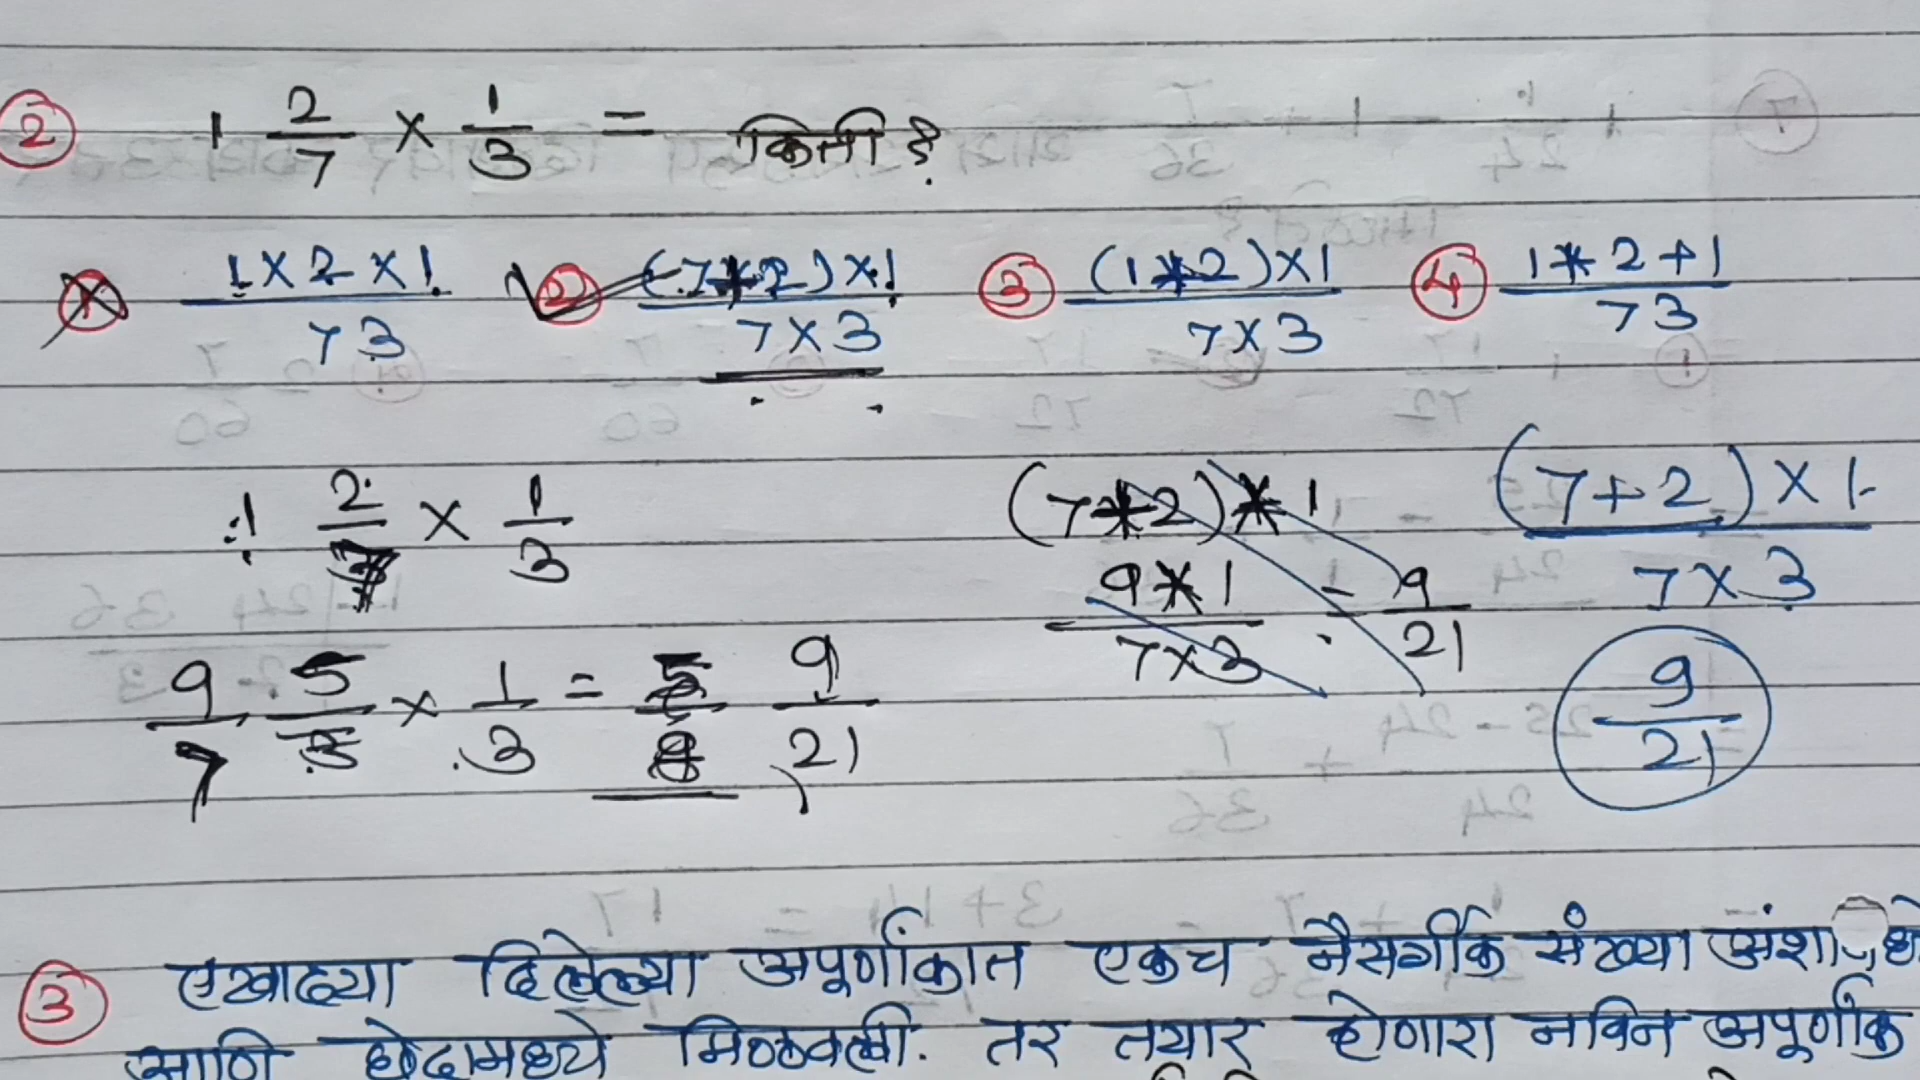 ② 1 2/7 × 1/3 = किती ?
① 1×2×1 / 73 ② (7+2)×1 / 7×3 ③ (1+2)×1 / 7×3 ④ 1+2+1 / 73
1 2/7 × 1/3 (7+2)×1 (7+2)×1 / 7×3
9×1 / 7×3 = 9/21
9/7 5/3 × 1/3 = 9/21 9/21
③ एखाद्या दिलेल्या अपूर्णांकात एकच नैसर्गीक संख्या
आणि छेदामध्ये मिळवली. तर तयार होणारा नविन अपूर्णांक